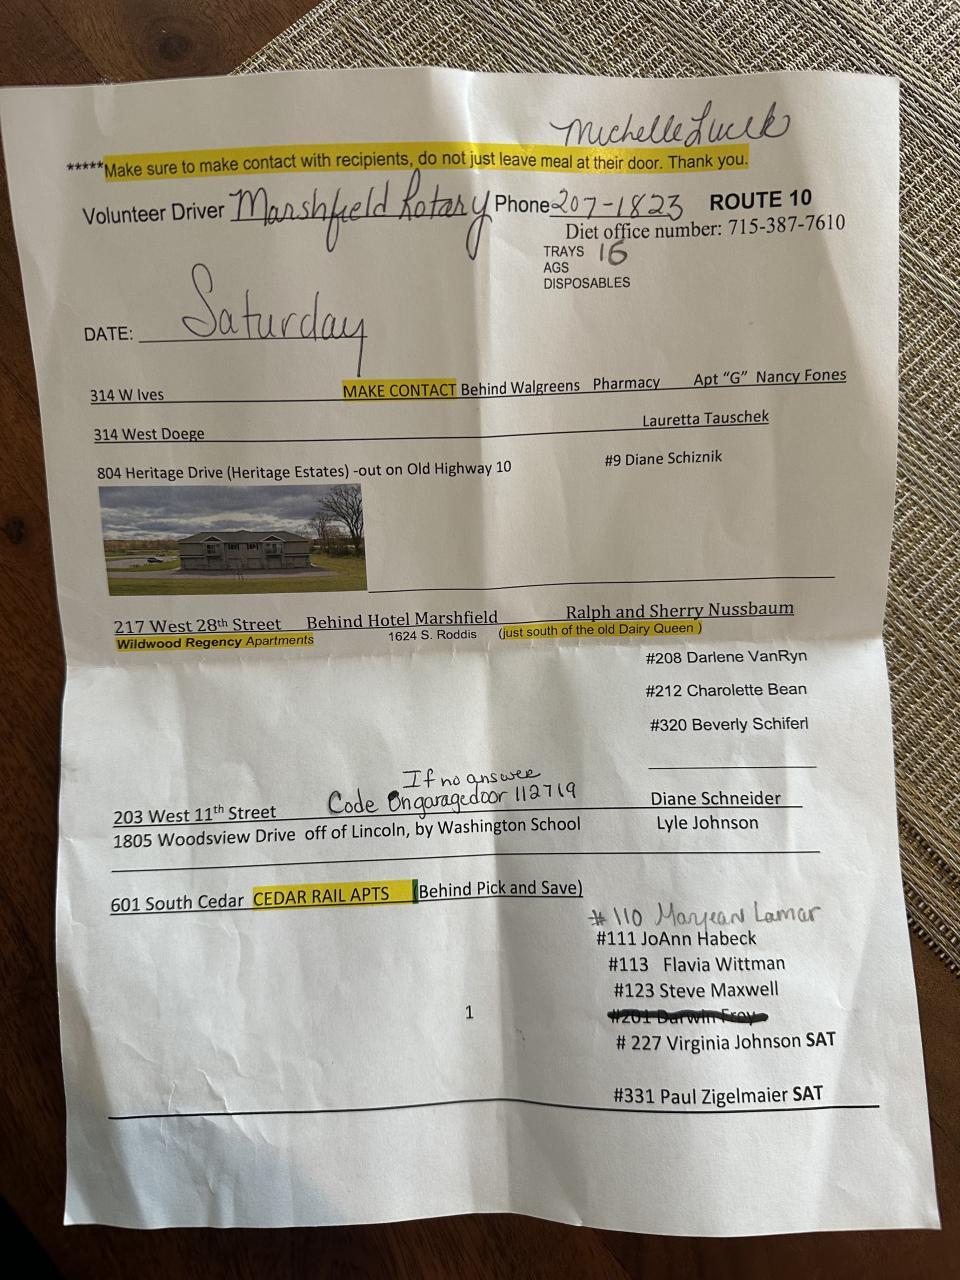 Michelle Lueck
*****Make sure to make contact with recipients, do not just leave meal at their door. Thank you.
Volunteer Driver Marshfield Rotary Phone 207-1823 ROUTE 10
Diet office number: 715-387-7610
TRAYS 16
AGS
DISPOSABLES
DATE: Saturday
314 W Ives MAKE CONTACT Behind Walgreens Pharmacy Apt "G" Nancy Fones
314 West Doege Lauretta Tauschek
804 Heritage Drive (Heritage Estates) -out on Old Highway 10 #9 Diane Schiznik
217 West 28th Street Behind Hotel Marshfield Ralph and Sherry Nussbaum
Wildwood Regency Apartments 1624 S. Roddis (just south of the old Dairy Queen )
#208 Darlene VanRyn
#212 Charolette Bean
#320 Beverly Schiferl
If no answer
203 West 11th Street Code On garage door 112719 Diane Schneider
1805 Woodsview Drive off of Lincoln, by Washington School Lyle Johnson
601 South Cedar CEDAR RAIL APTS (Behind Pick and Save)
#110 Maryean Lamar
#111 JoAnn Habeck
#113 Flavia Wittman
#123 Steve Maxwell
1
#201 Darwin Frey
# 227 Virginia Johnson SAT
#331 Paul Zigelmaier SAT